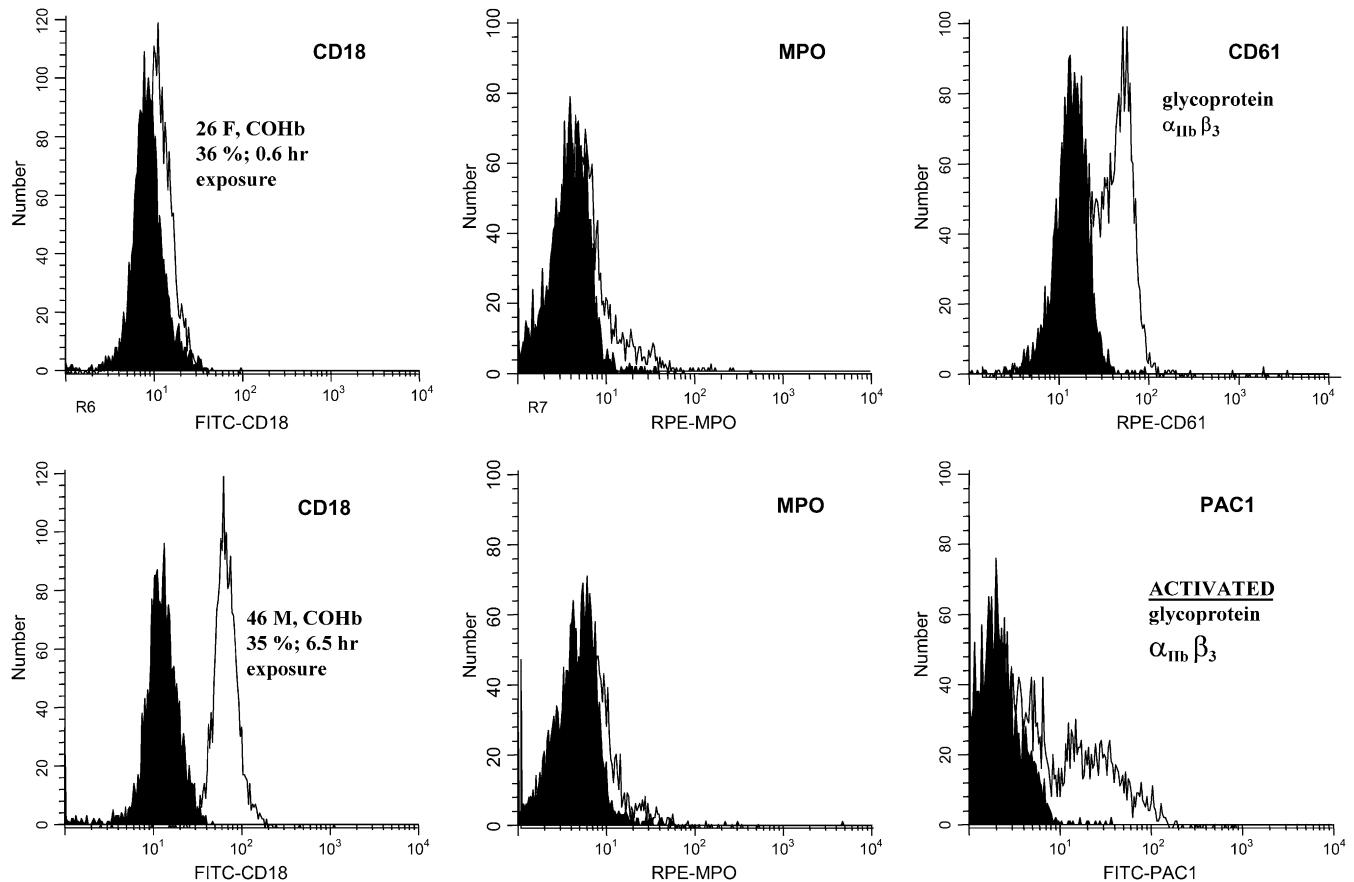 CD18
26 F, COHb
36 %; 0.6 hr
exposure
Number
0 20 40 60 80 100 120
10¹ 10² 10³ 10⁴
R6
FITC-CD18
MPO
Number
0 20 40 60 80 100
10¹ 10² 10³ 10⁴
R7
RPE-MPO
CD61
glycoprotein
αIIb β3
Number
0 20 40 60 80 100
10¹ 10² 10³ 10⁴
RPE-CD61
CD18
46 M, COHb
35 %; 6.5 hr
exposure
Number
0 20 40 60 80 100 120
10¹ 10² 10³ 10⁴
FITC-CD18
MPO
Number
0 20 40 60 80 100
10¹ 10² 10³ 10⁴
RPE-MPO
PAC1
ACTIVATED
glycoprotein
αIIb β3
Number
0 20 40 60 80 100
10¹ 10² 10³ 10⁴
FITC-PAC1